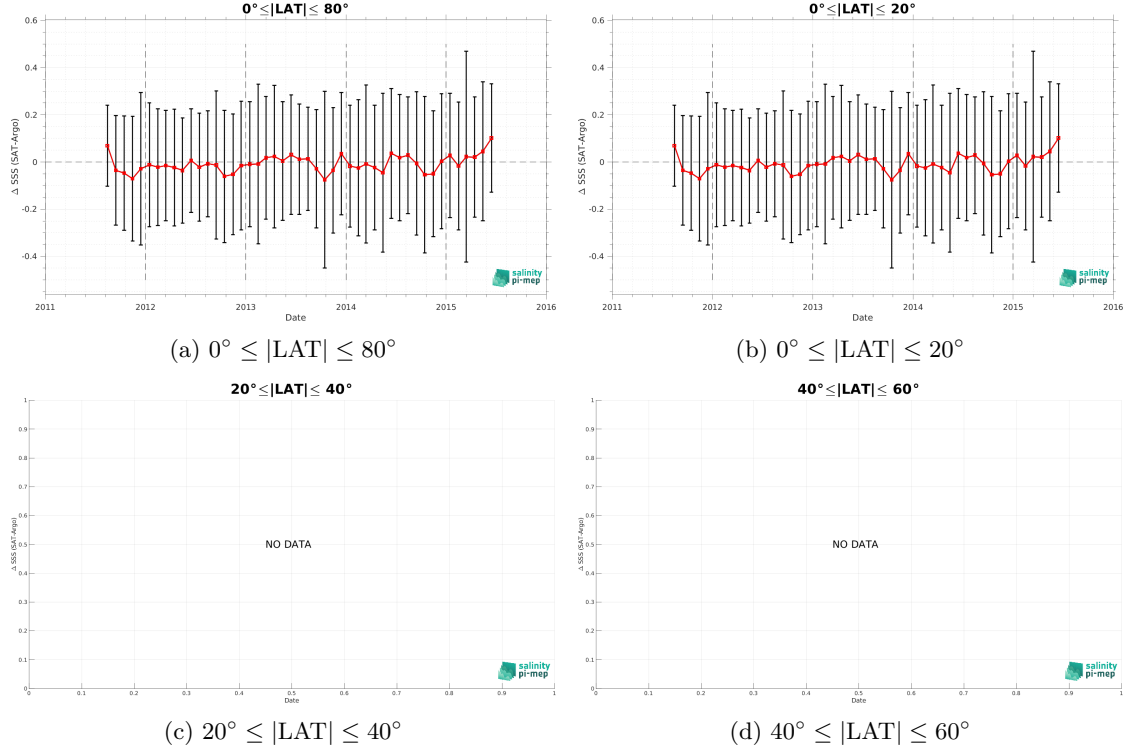 0°≤|LAT|≤ 80°
0.6
0.4
0.2
0
-0.2
-0.4
Δ SSS (SAT-Argo)
2011 2012 2013 2014 2015 2016
Date
salinity
pi-mep
(a) 0° ≤ |LAT| ≤ 80°
0°≤|LAT|≤ 20°
0.6
0.4
0.2
0
-0.2
-0.4
Δ SSS (SAT-Argo)
2011 2012 2013 2014 2015 2016
Date
salinity
pi-mep
(b) 0° ≤ |LAT| ≤ 20°
20°≤|LAT|≤ 40°
1
0.9
0.8
0.7
0.6
0.5
0.4
0.3
0.2
0.1
0
Δ SSS (SAT-Argo)
NO DATA
0 0.1 0.2 0.3 0.4 0.5 0.6 0.7 0.8 0.9 1
Date
salinity
pi-mep
(c) 20° ≤ |LAT| ≤ 40°
40°≤|LAT|≤ 60°
1
0.9
0.8
0.7
0.6
0.5
0.4
0.3
0.2
0.1
0
Δ SSS (SAT-Argo)
NO DATA
0 0.1 0.2 0.3 0.4 0.5 0.6 0.7 0.8 0.9 1
Date
salinity
pi-mep
(d) 40° ≤ |LAT| ≤ 60°